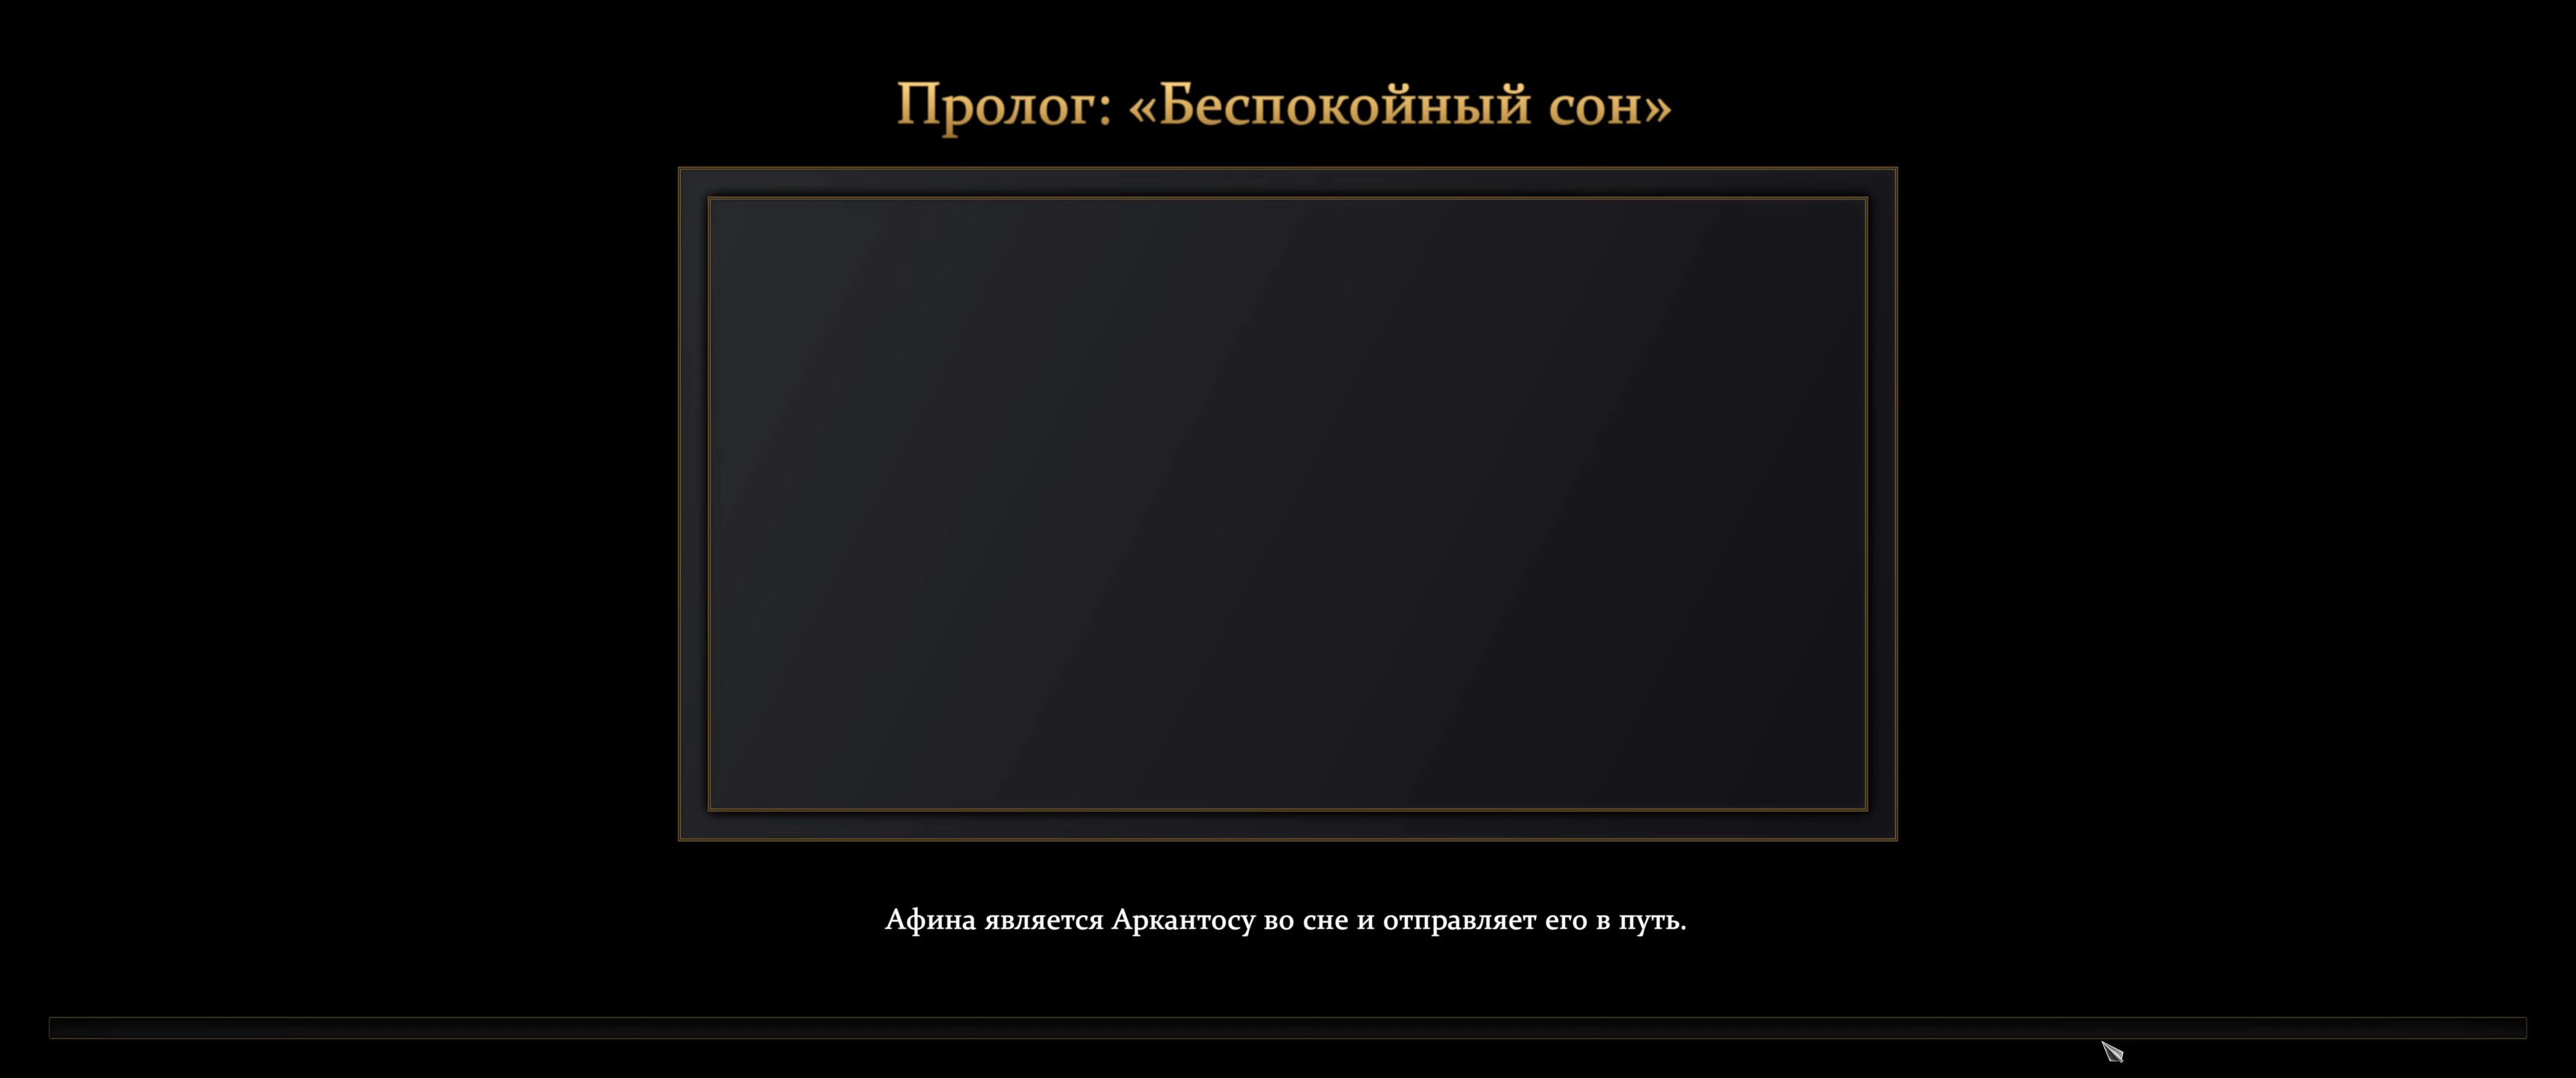 Пролог: «Беспокойный сон»
Афина является Аркантосу во сне и отправляет его в путь.